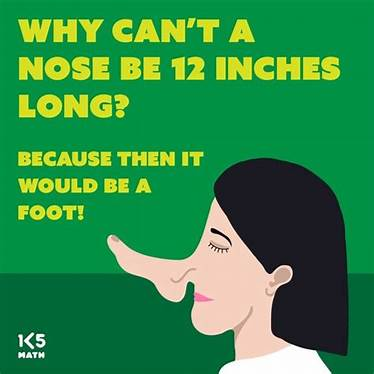 WHY CAN'T A
NOSE BE 12 INCHES
LONG?
BECAUSE THEN IT
WOULD BE A
FOOT!
K5
MATH